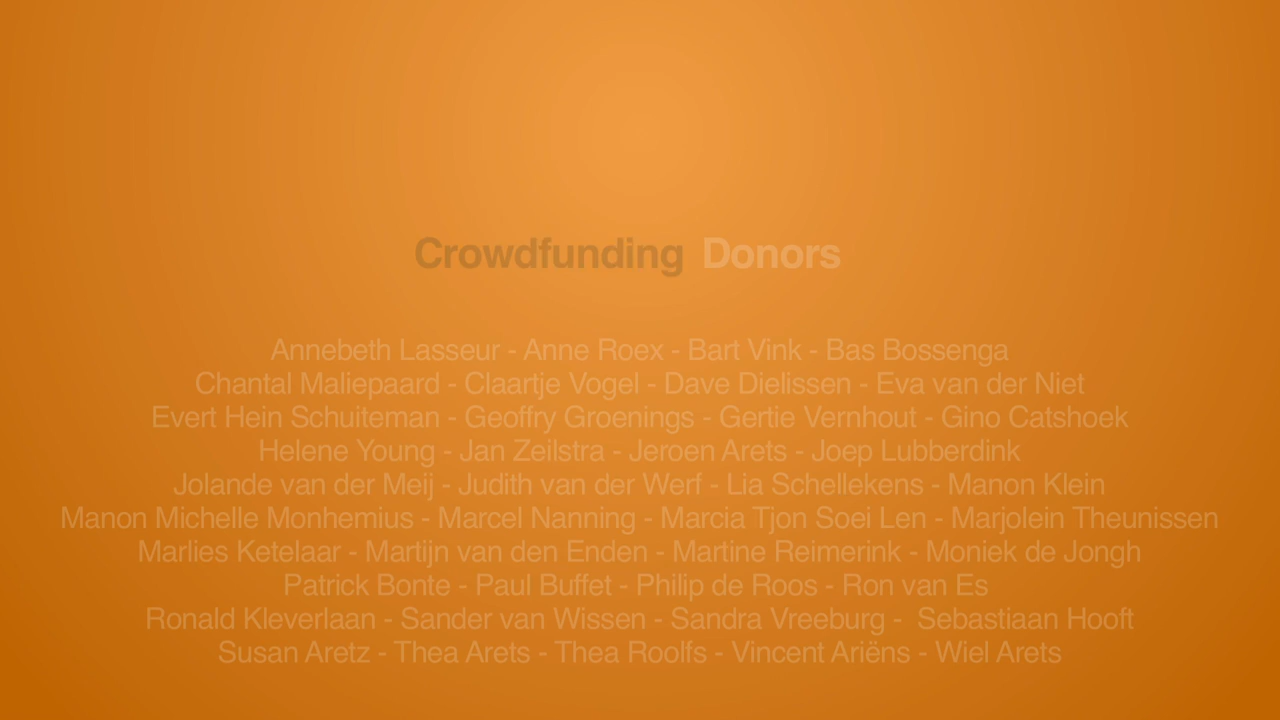 Crowdfunding Donors
Annebeth Lasseur - Anne Roex - Bart Vink - Bas Bossenga
Chantal Maliepaard - Claartje Vogel - Dave Dielissen - Eva van der Niet
Evert Hein Schuiteman - Geoffry Groenings - Gertie Vernhout - Gino Catshoek
Helene Young - Jan Zeilstra - Jeroen Arets - Joep Lubberdink
Jolande van der Meij - Judith van der Werf - Lia Schellekens - Manon Klein
Manon Michelle Monhemius - Marcel Nanning - Marcia Tjon Soei Len - Marjolein Theunissen
Marlies Ketelaar - Martijn van den Enden - Martine Reimerink - Moniek de Jongh
Patrick Bonte - Paul Buffet - Philip de Roos - Ron van Es
Ronald Kleverlaan - Sander van Wissen - Sandra Vreeburg -  Sebastiaan Hooft
Susan Aretz - Thea Arets - Thea Roolfs - Vincent Ariëns - Wiel Arets